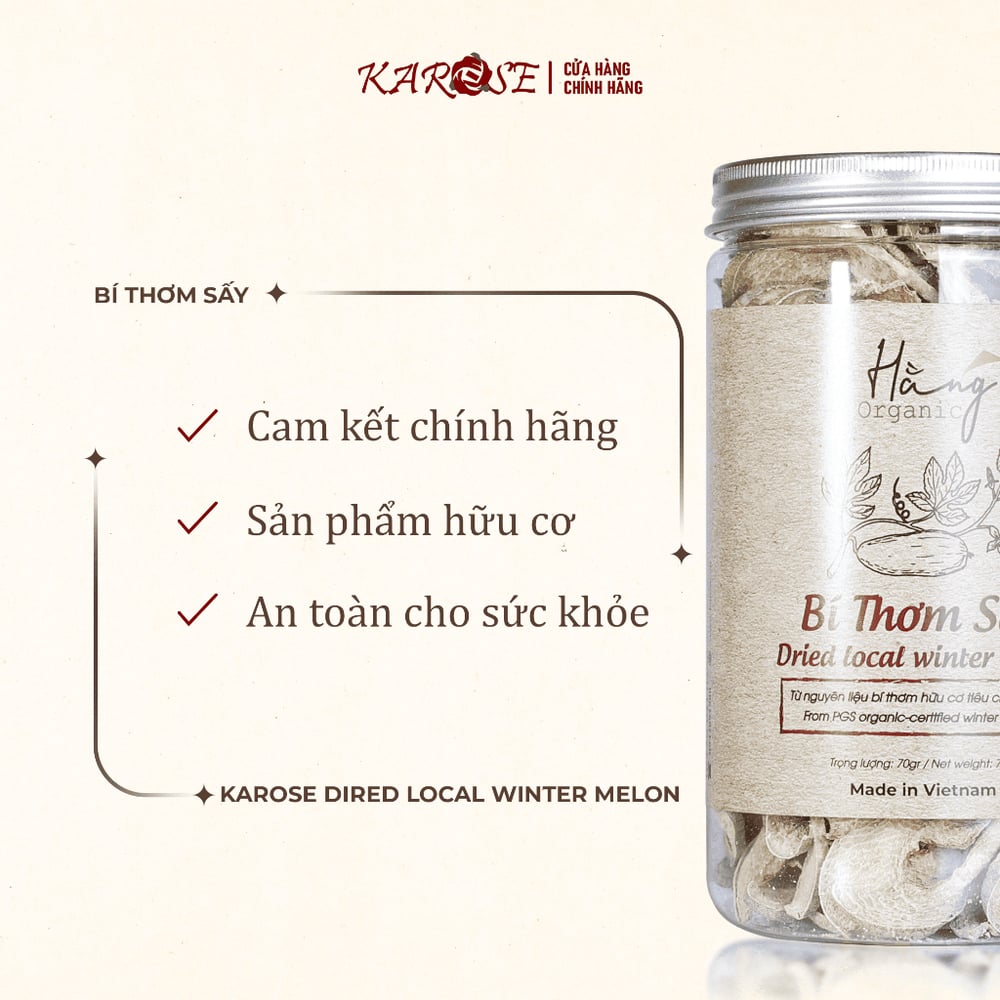 KAROSE
CỬA HÀNG
CHÍNH HÃNG
BÍ THƠM SẤY
Cam kết chính hãng
Sản phẩm hữu cơ
An toàn cho sức khỏe
KAROSE DIRED LOCAL WINTER MELON
Hằng
Organic
Bí Thơm
Dried local winter
Từ nguyên liệu bí thơm hữu cơ tiêu
From PGS organic-certified winter
Trọng lượng: 70gr / Net weight:
Made in Vietnam